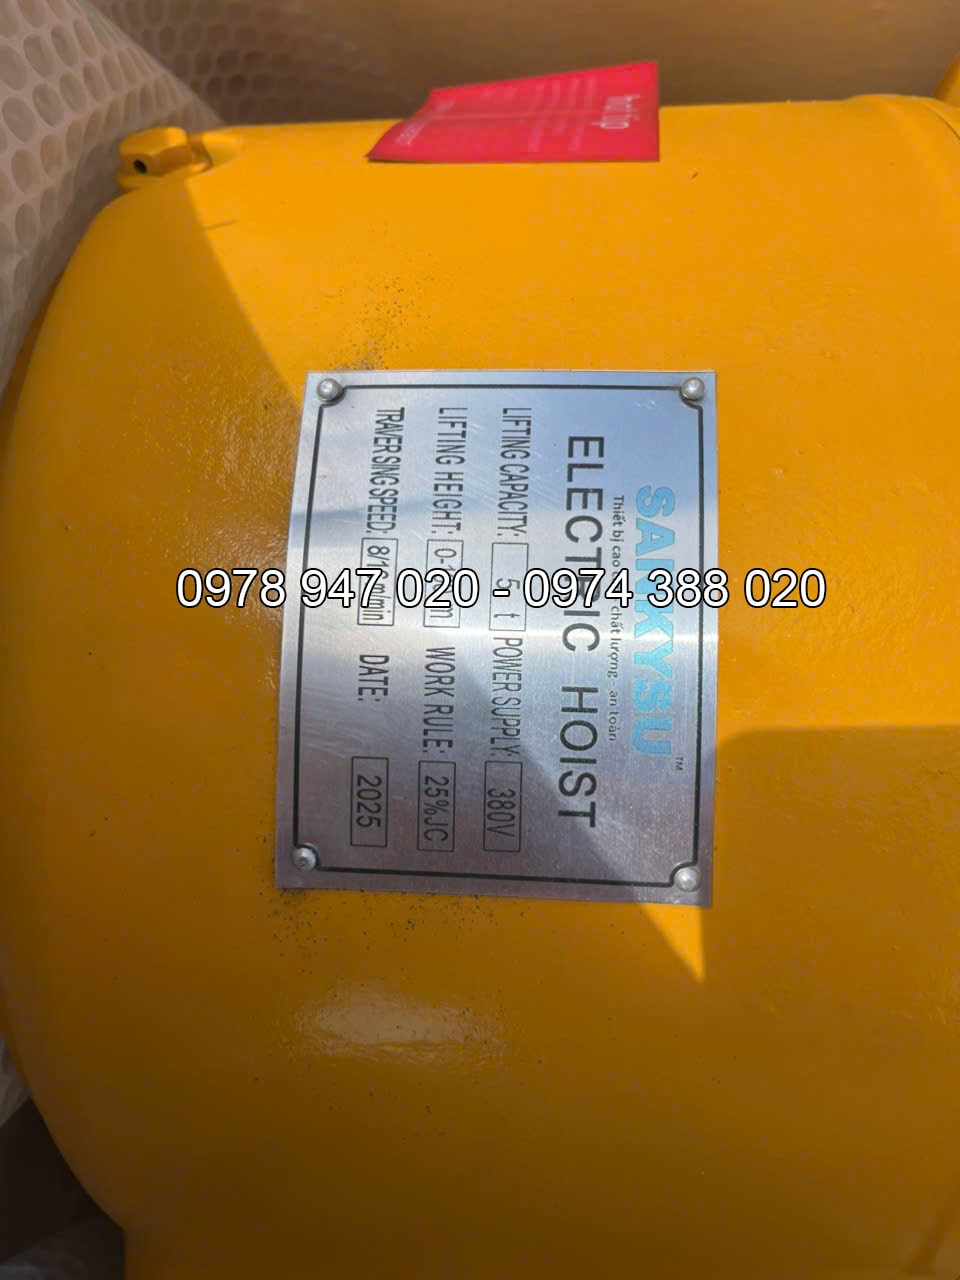 SANKYSU™
Thiết bị cao chất lượng - an toàn
ELECTRIC HOIST
LIFTING CAPACITY: 5 t POWER SUPPLY: 380V
LIFTING HEIGHT: WORK RULE: 25%JC
TRAVERSING SPEED: m/min DATE: 2025
0978 947 020 - 0974 388 020